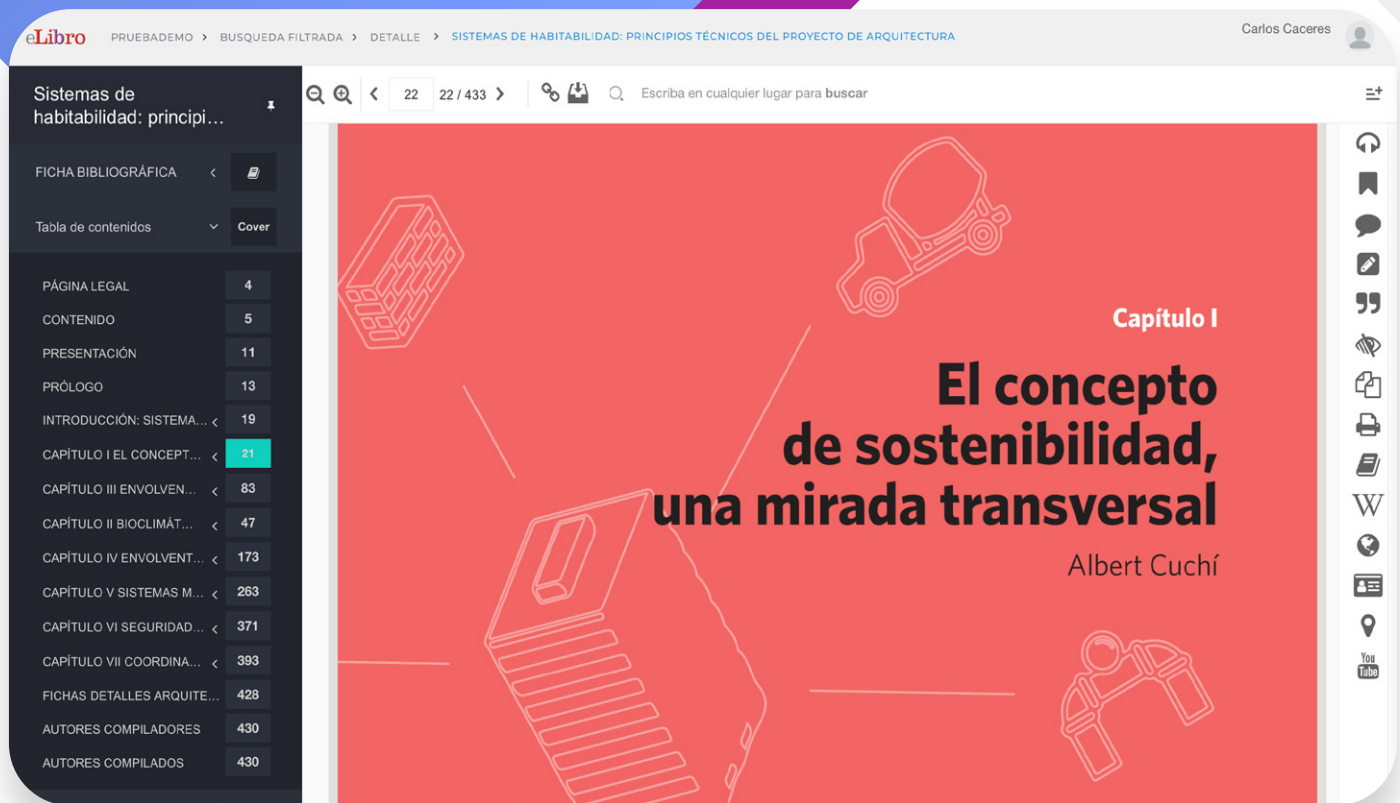 eLibro
PRUEBADEMO > BUSQUEDA FILTRADA > DETALLE > SISTEMAS DE HABITABILIDAD: PRINCIPIOS TÉCNICOS DEL PROYECTO DE ARQUITECTURA
Carlos Caceres
Sistemas de
habitabilidad: principi...
22 22 / 433
Escriba en cualquier lugar para buscar
FICHA BIBLIOGRÁFICA
Tabla de contenidos Cover
PÁGINA LEGAL 4
CONTENIDO 5
PRESENTACIÓN 11
PRÓLOGO 13
INTRODUCCIÓN: SISTEMA... 19
CAPÍTULO I EL CONCEPT... 21
CAPÍTULO III ENVOLVEN... 83
CAPÍTULO II BIOCLIMÁT... 47
CAPÍTULO IV ENVOLVENT... 173
CAPÍTULO V SISTEMAS M... 263
CAPÍTULO VI SEGURIDAD... 371
CAPÍTULO VII COORDINA... 393
FICHAS DETALLES ARQUITE... 428
AUTORES COMPILADORES 430
AUTORES COMPILADOS 430
Capítulo I
El concepto
de sostenibilidad,
una mirada transversal
Albert Cuchí
W
You
Tube